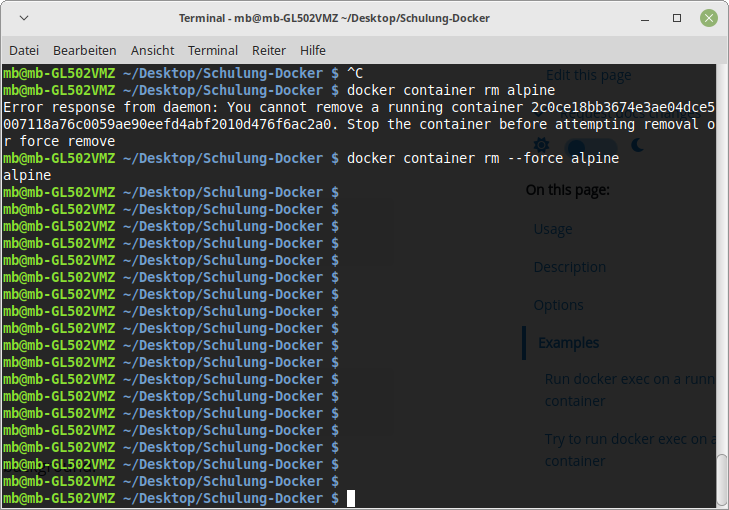 Terminal - mb@mb-GL502VMZ ~/Desktop/Schulung-Docker
Datei Bearbeiten Ansicht Terminal Reiter Hilfe
mb@mb-GL502VMZ ~/Desktop/Schulung-Docker $ ^C
Edit this page
mb@mb-GL502VMZ ~/Desktop/Schulung-Docker $ docker container rm alpine
Error response from daemon: You cannot remove a running container 2c0ce18bb3674e3ae04dce5
Request docs changes
007118a76c0059ae90eefd4abf2010d476f6ac2a0. Stop the container before attempting removal o
r force remove
mb@mb-GL502VMZ ~/Desktop/Schulung-Docker $ docker container rm --force alpine
alpine
On this page:
mb@mb-GL502VMZ ~/Desktop/Schulung-Docker $
mb@mb-GL502VMZ ~/Desktop/Schulung-Docker $
mb@mb-GL502VMZ ~/Desktop/Schulung-Docker $
Usage
mb@mb-GL502VMZ ~/Desktop/Schulung-Docker $
mb@mb-GL502VMZ ~/Desktop/Schulung-Docker $
Description
mb@mb-GL502VMZ ~/Desktop/Schulung-Docker $
mb@mb-GL502VMZ ~/Desktop/Schulung-Docker $
Options
mb@mb-GL502VMZ ~/Desktop/Schulung-Docker $
mb@mb-GL502VMZ ~/Desktop/Schulung-Docker $
Examples
mb@mb-GL502VMZ ~/Desktop/Schulung-Docker $
mb@mb-GL502VMZ ~/Desktop/Schulung-Docker $
Run docker exec on a runn
mb@mb-GL502VMZ ~/Desktop/Schulung-Docker $
container
mb@mb-GL502VMZ ~/Desktop/Schulung-Docker $
mb@mb-GL502VMZ ~/Desktop/Schulung-Docker $
Try to run docker exec on a
mb@mb-GL502VMZ ~/Desktop/Schulung-Docker $
container
mb@mb-GL502VMZ ~/Desktop/Schulung-Docker $
mb@mb-GL502VMZ ~/Desktop/Schulung-Docker $
mb@mb-GL502VMZ ~/Desktop/Schulung-Docker $
mb@mb-GL502VMZ ~/Desktop/Schulung-Docker $